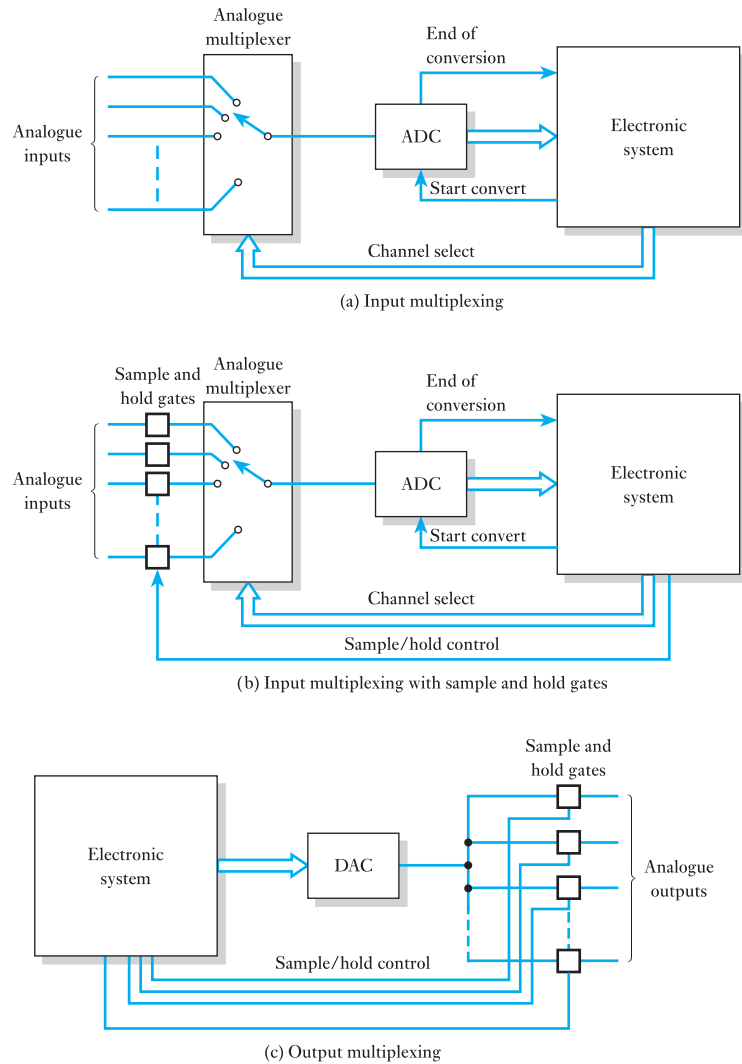 Analogue
multiplexer
End of
conversion
Analogue
inputs
ADC
Electronic
system
Start convert
Channel select
(a) Input multiplexing
Sample and
hold gates
Analogue
multiplexer
End of
conversion
Analogue
inputs
ADC
Electronic
system
Start convert
Channel select
Sample/hold control
(b) Input multiplexing with sample and hold gates
Sample and
hold gates
Electronic
system
DAC
Analogue
outputs
Sample/hold control
(c) Output multiplexing